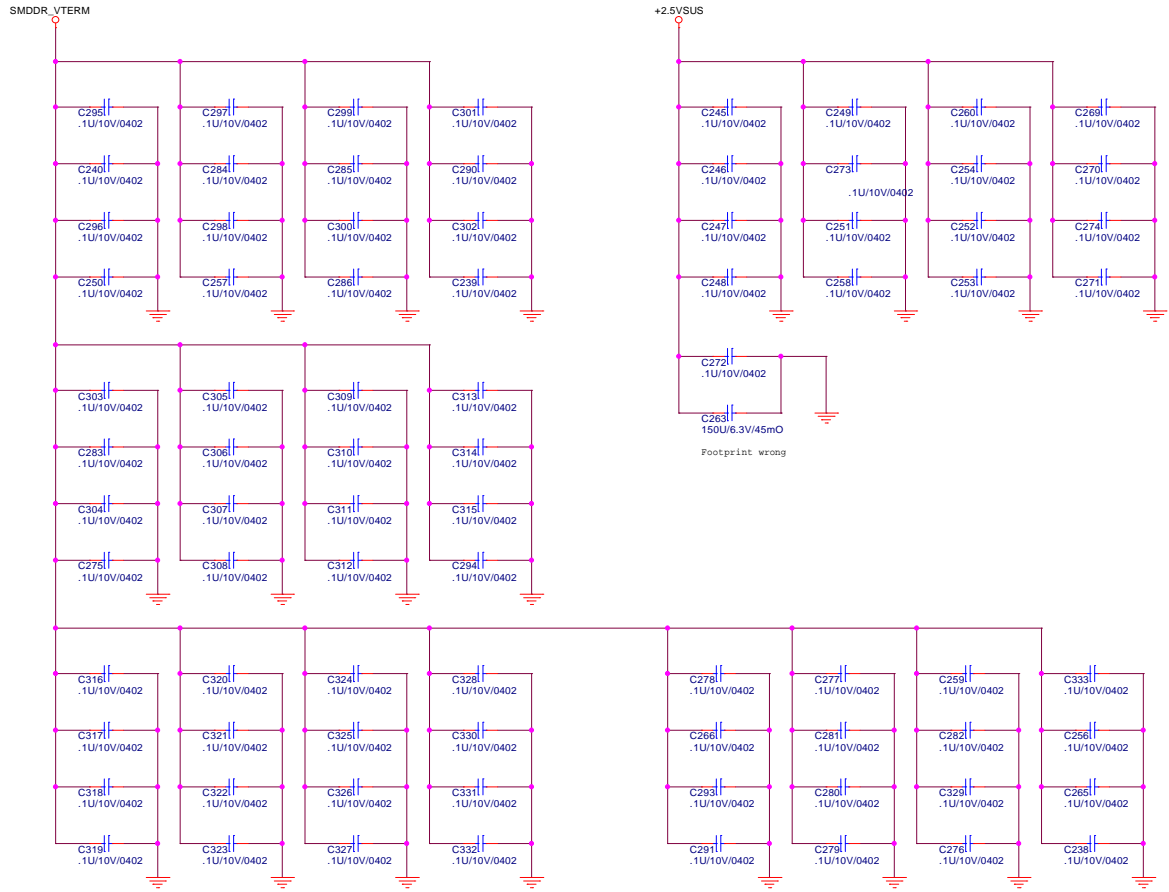 SMDDR_VTERM
+2.5VSUS
C295 C297 C299 C301 C245 C249 C260 C269
.1U/10V/0402 .1U/10V/0402 .1U/10V/0402 .1U/10V/0402 .1U/10V/0402 .1U/10V/0402 .1U/10V/0402 .1U/10V/0402
C240 C284 C285 C290 C246 C273 C254 C270
.1U/10V/0402 .1U/10V/0402 .1U/10V/0402 .1U/10V/0402 .1U/10V/0402 .1U/10V/0402 .1U/10V/0402
.1U/10V/0402
C296 C298 C300 C302 C247 C251 C252 C274
.1U/10V/0402 .1U/10V/0402 .1U/10V/0402 .1U/10V/0402 .1U/10V/0402 .1U/10V/0402 .1U/10V/0402 .1U/10V/0402
C250 C257 C286 C239 C248 C258 C253 C271
.1U/10V/0402 .1U/10V/0402 .1U/10V/0402 .1U/10V/0402 .1U/10V/0402 .1U/10V/0402 .1U/10V/0402 .1U/10V/0402
C272
.1U/10V/0402
C303 C305 C309 C313
.1U/10V/0402 .1U/10V/0402 .1U/10V/0402 .1U/10V/0402
C263
150U/6.3V/45mO
Footprint wrong
C283 C306 C310 C314
.1U/10V/0402 .1U/10V/0402 .1U/10V/0402 .1U/10V/0402
C304 C307 C311 C315
.1U/10V/0402 .1U/10V/0402 .1U/10V/0402 .1U/10V/0402
C275 C308 C312 C294
.1U/10V/0402 .1U/10V/0402 .1U/10V/0402 .1U/10V/0402
C316 C320 C324 C328 C278 C277 C259 C333
.1U/10V/0402 .1U/10V/0402 .1U/10V/0402 .1U/10V/0402 .1U/10V/0402 .1U/10V/0402 .1U/10V/0402 .1U/10V/0402
C317 C321 C325 C330 C266 C281 C282 C256
.1U/10V/0402 .1U/10V/0402 .1U/10V/0402 .1U/10V/0402 .1U/10V/0402 .1U/10V/0402 .1U/10V/0402 .1U/10V/0402
C318 C322 C326 C331 C293 C280 C329 C265
.1U/10V/0402 .1U/10V/0402 .1U/10V/0402 .1U/10V/0402 .1U/10V/0402 .1U/10V/0402 .1U/10V/0402 .1U/10V/0402
C319 C323 C327 C332 C291 C279 C276 C238
.1U/10V/0402 .1U/10V/0402 .1U/10V/0402 .1U/10V/0402 .1U/10V/0402 .1U/10V/0402 .1U/10V/0402 .1U/10V/0402